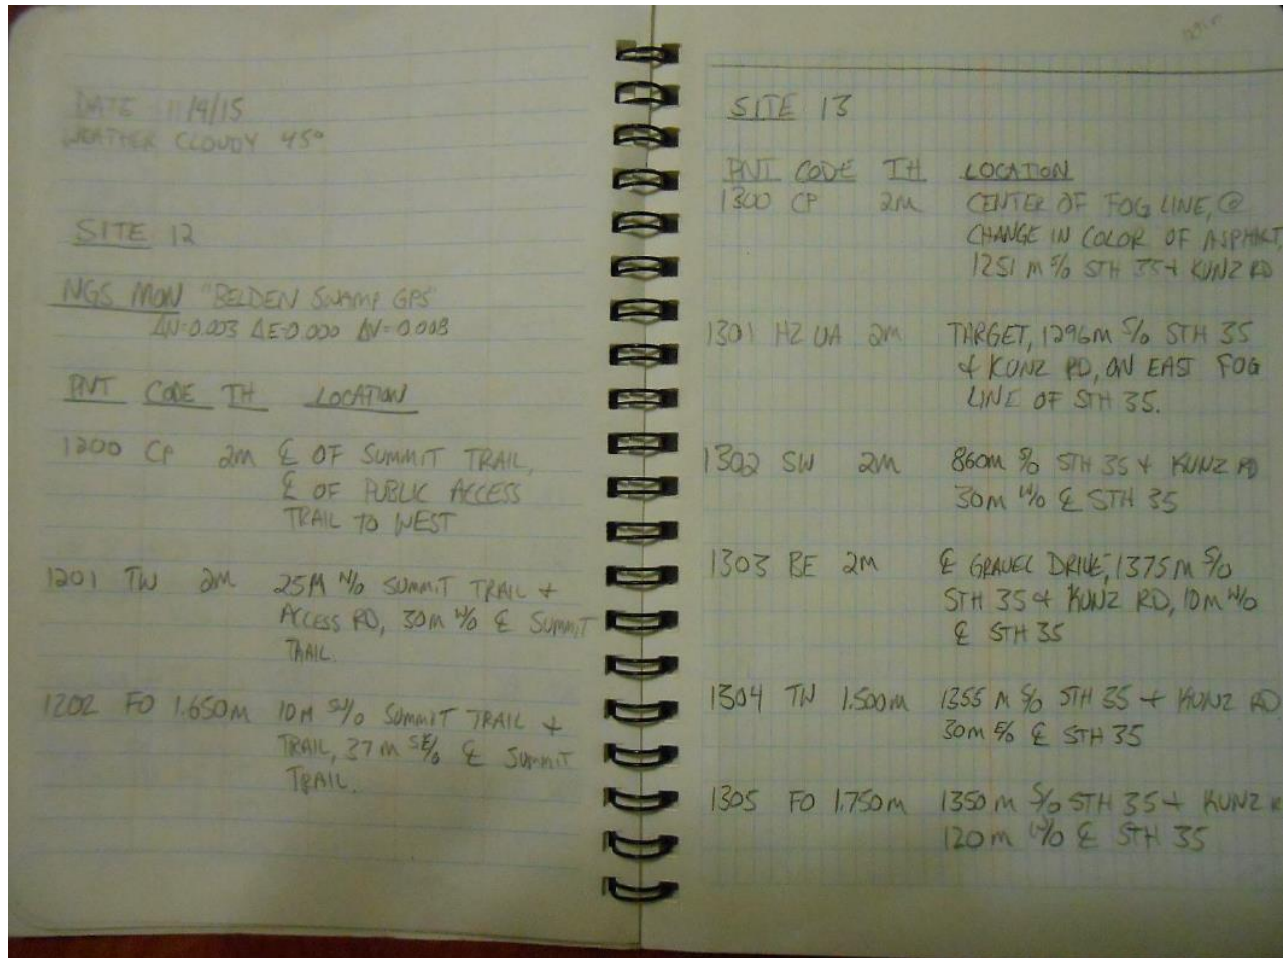 DATE 11/9/15
WEATHER CLOUDY 45°
SITE 12
NGS MON "BELDEN SWAMP GPS"
ΔN=0.003 ΔE=0.000 ΔV=0.008
PNT CODE TH LOCATION
1200 CP 2M ℄ OF SUMMIT TRAIL,
℄ OF PUBLIC ACCESS
TRAIL TO WEST
1201 TW 2M 25M N/O SUMMIT TRAIL +
ACCESS RD, 30M W/O ℄ SUMMIT
TRAIL.
1202 FO 1.650M 10M SW/O SUMMIT TRAIL +
TRAIL, 37M SE/O ℄ SUMMIT
TRAIL.
SITE 13
PNT CODE TH LOCATION
1300 CP 2M CENTER OF FOG LINE, @
CHANGE IN COLOR OF ASPHALT
1251 M S/O STH 35 + KUNZ RD
1301 HZ UA 2M TARGET, 1296M S/O STH 35
+ KUNZ RD, ON EAST FOG
LINE OF STH 35.
1302 SW 2M 860M S/O STH 35 + KUNZ RD
30M W/O ℄ STH 35
1303 BE 2M ℄ GRAVEL DRIVE, 1375M S/O
STH 35 + KUNZ RD, 10M W/O
℄ STH 35
1304 TW 1.500M 1355 M S/O STH 35 + KUNZ RD
30M E/O ℄ STH 35
1305 FO 1.750M 1350 M S/O STH 35 + KUNZ R
120M W/O ℄ STH 35